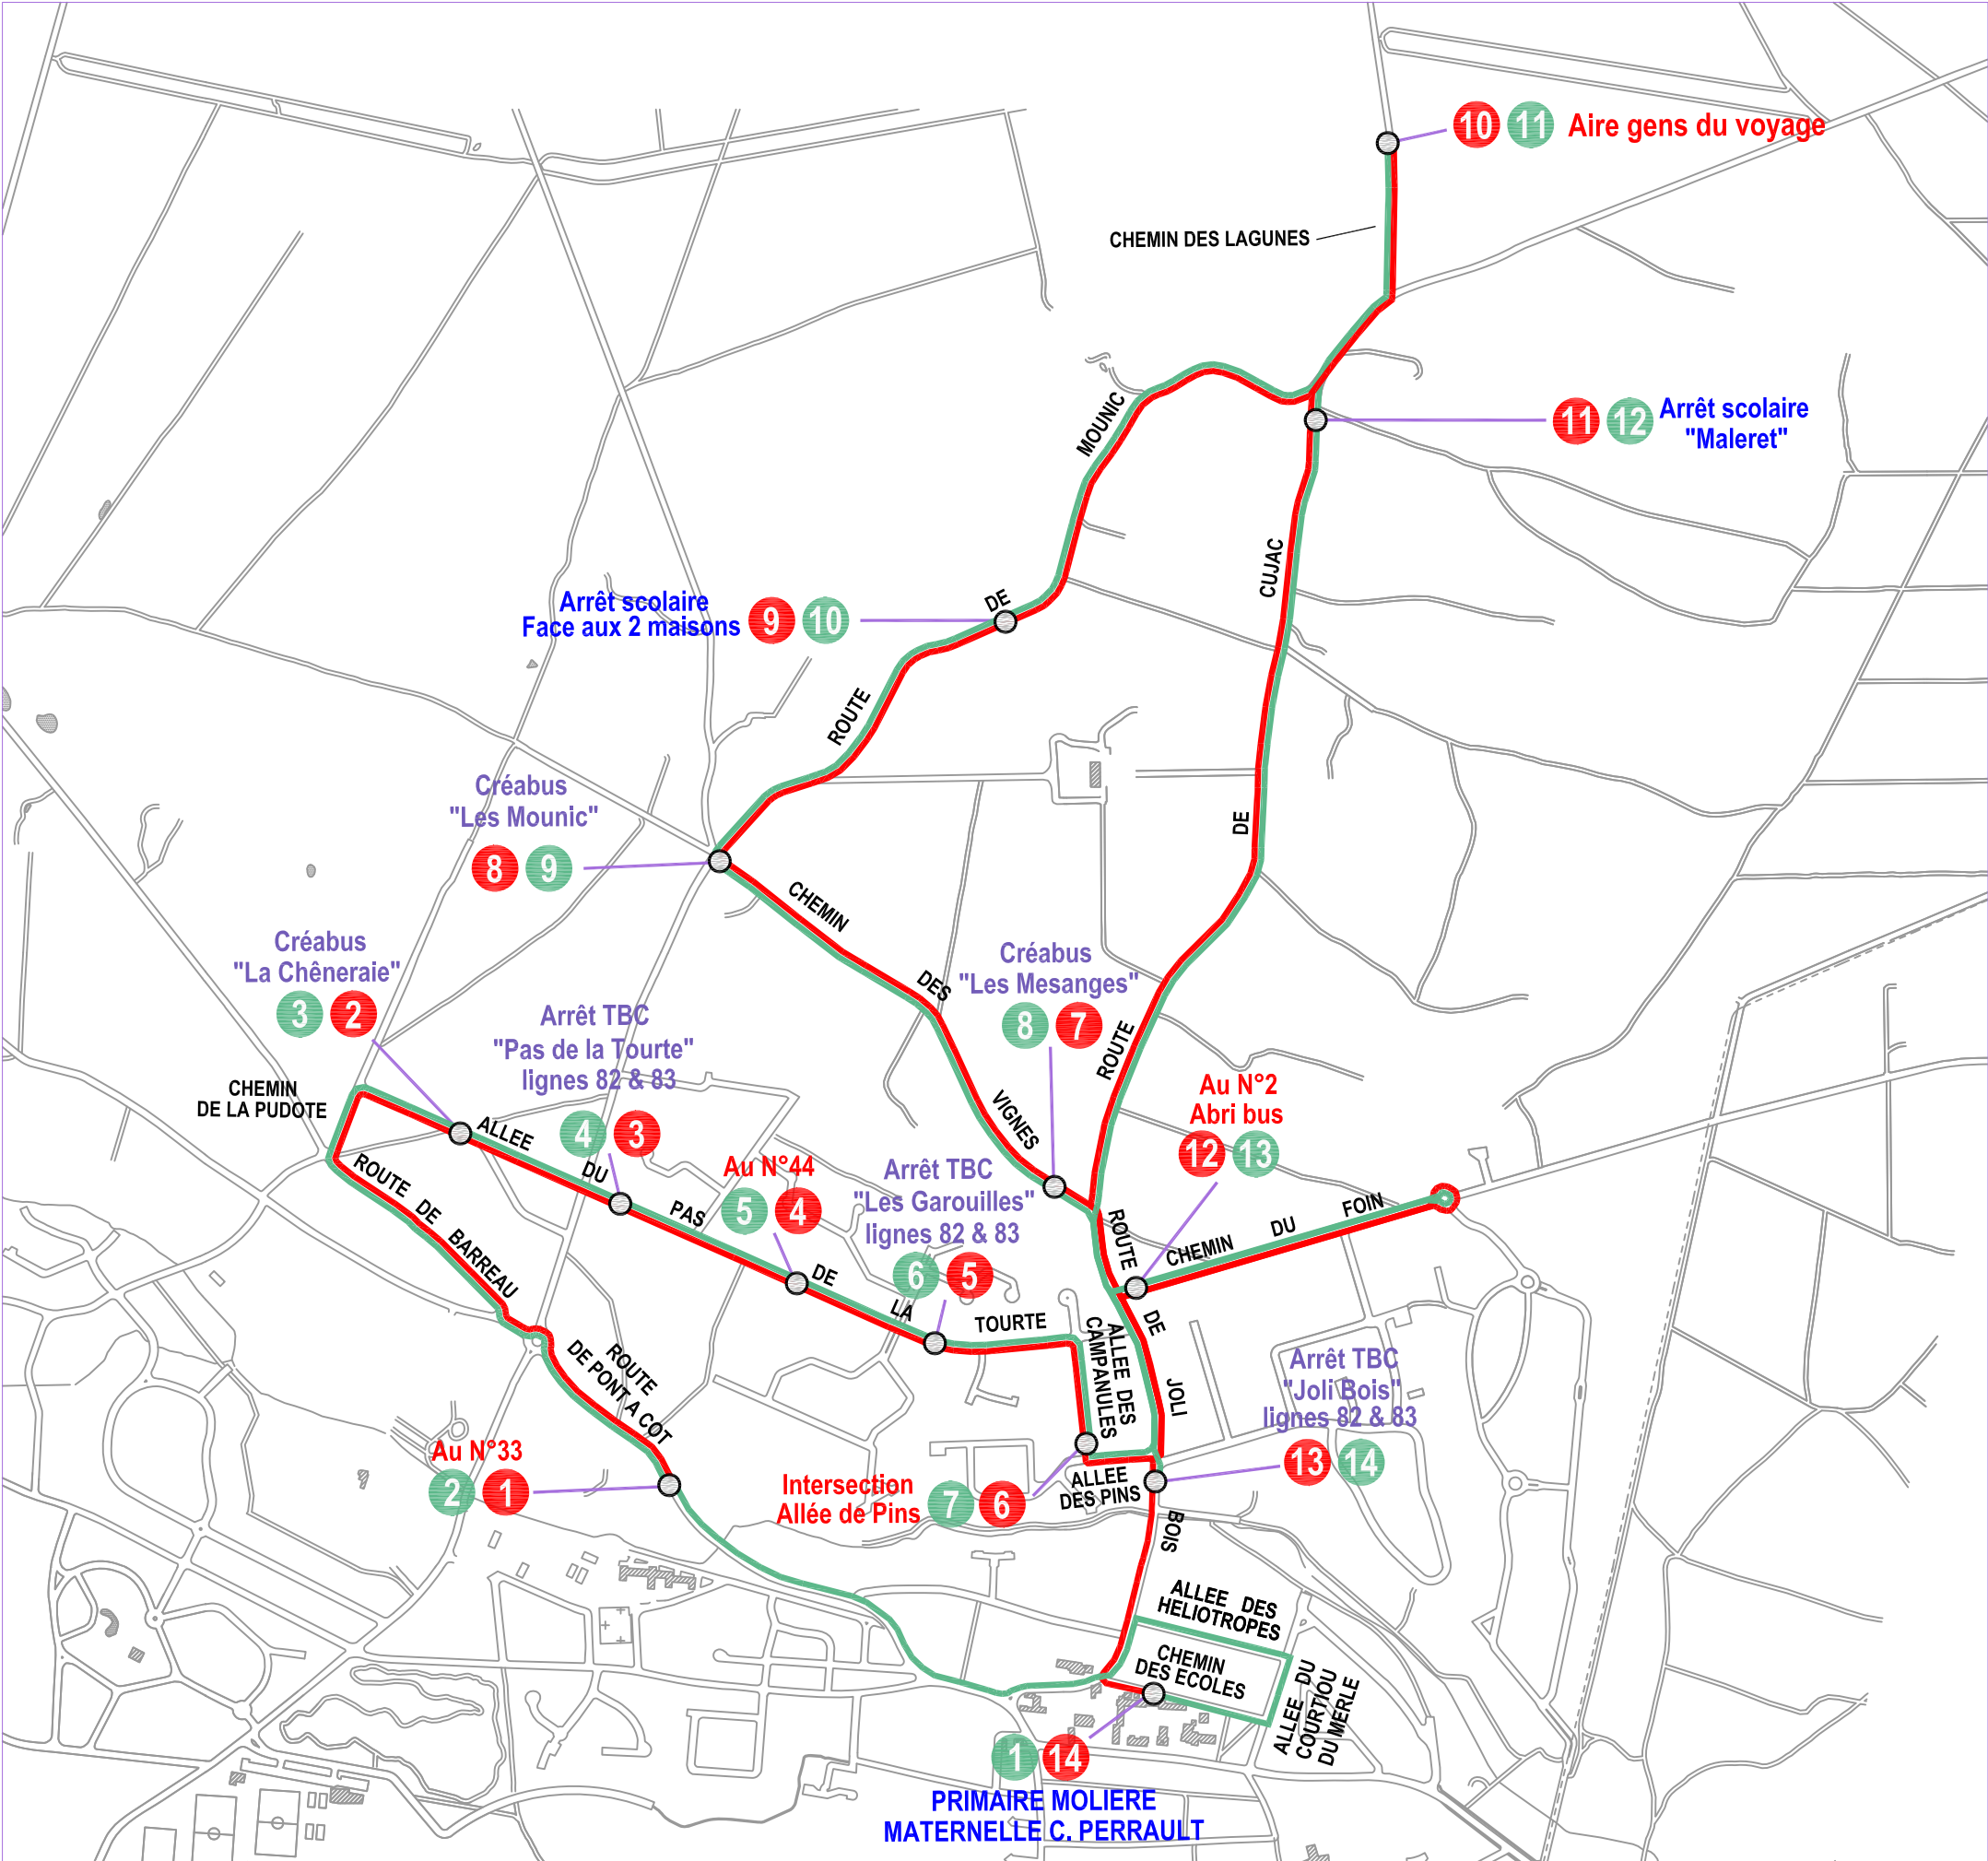 10 11 Aire gens du voyage
CHEMIN DES LAGUNES
11 12 Arrêt scolaire
"Maleret"
MOUNIC
CUJAC
Arrêt scolaire
Face aux 2 maisons
9 10
DE
ROUTE
Créabus
"Les Mounic"
8 9
DE
CHEMIN
Créabus
"La Chêneraie"
3 2
Créabus
"Les Mesanges"
8 7
DES
Arrêt TBC
"Pas de la Tourte"
lignes 82 & 83
4 3
ROUTE
CHEMIN
DE LA PUDOTE
VIGNES
Au N°2
Abri bus
12 13
ALLEE
DU
PAS
DE
LA
TOURTE
Au N°44
5 4
Arrêt TBC
"Les Garouilles"
lignes 82 & 83
6 5
ROUTE
DE
BARREAU
ROUTE
CHEMIN
DU
FOIN
DE
JOLI
BOIS
ROUTE
DE PONT A COT
ALLEE DES
CAMPANULES
Arrêt TBC
"Joli Bois"
lignes 82 & 83
13 14
Au N°33
2 1
Intersection
Allée de Pins
7 6
ALLEE
DES PINS
ALLEE DES
HELIOTROPES
CHEMIN
DES ECOLES
ALLEE DU
COURTIOU
DU MERLE
1 14
PRIMAIRE MOLIERE
MATERNELLE C. PERRAULT